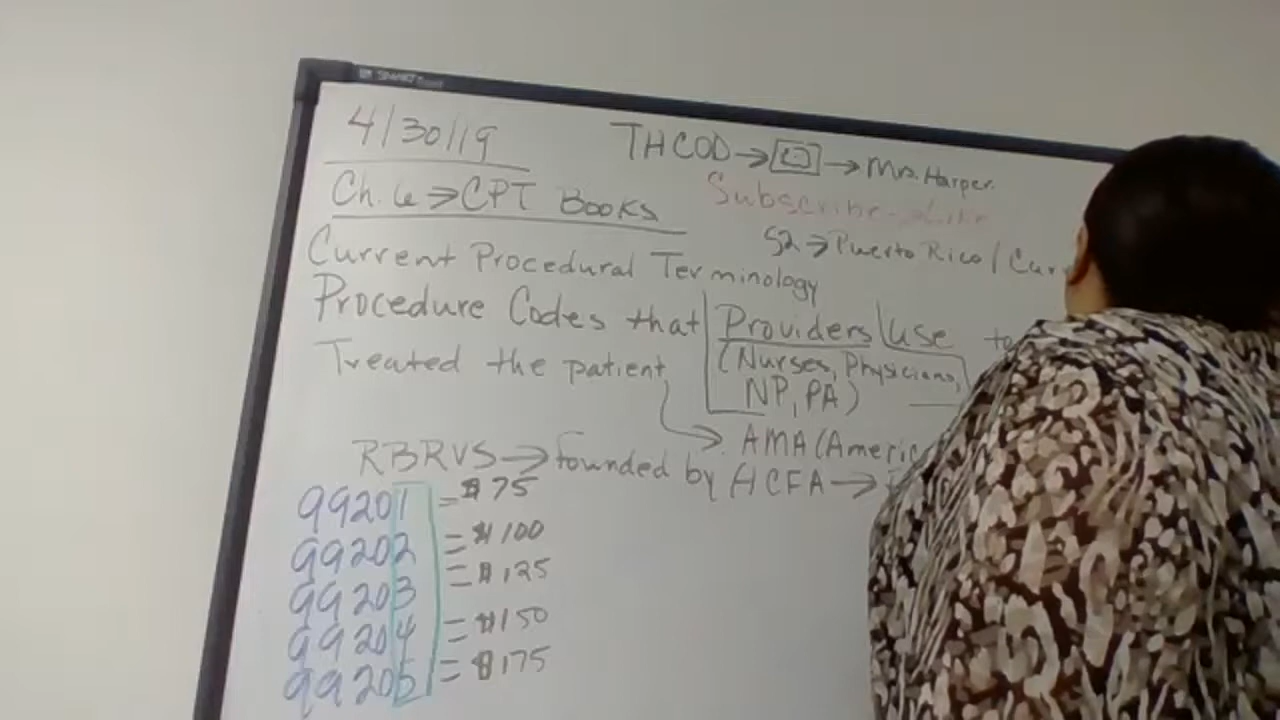 SMART
4/30/19
THCOD → → Mrs. Harper.
Ch. 6 → CPT Books
Subscribe → Like
S2 → Puerto Rico /
Current Procedural Terminology
Procedure Codes that Providers use to
Treated the patient
(Nurses, Physicians,
NP, PA)
→ AMA (Americ
RBRVS → Founded by HCFA →
99201 = $75
99202 = $100
99203 = $125
99204 = $150
99205 = $175